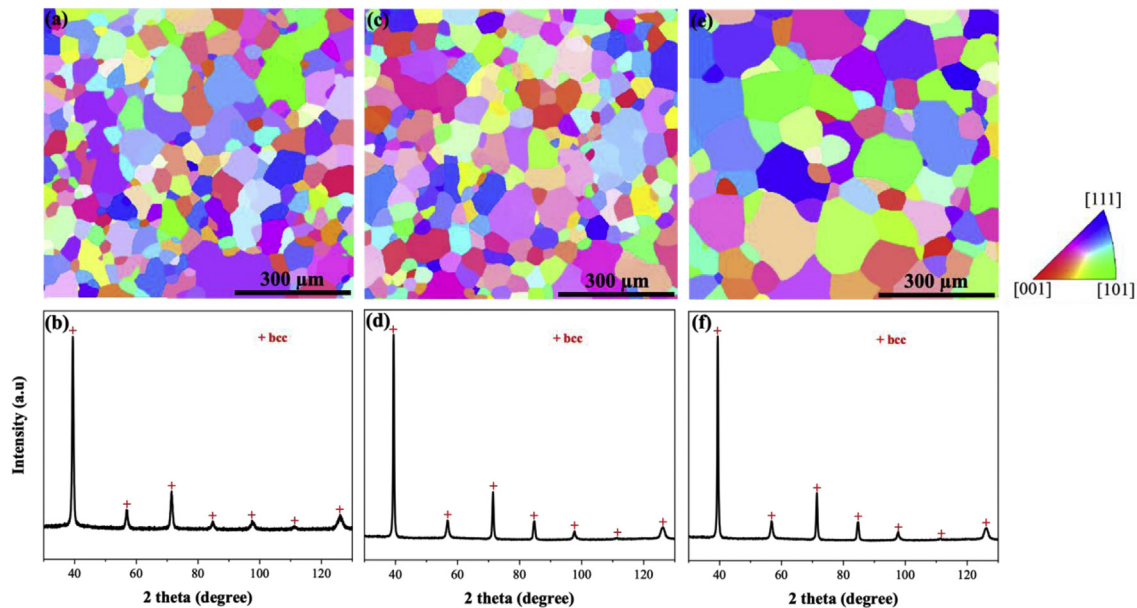 (a)
(c)
(e)
300 μm
300 μm
300 μm
[111]
[001]
[101]
(b)
(d)
(f)
+ bcc
+ bcc
+ bcc
Intensity (a.u)
40 60 80 100 120
40 60 80 100 120
40 60 80 100 120
2 theta (degree)
2 theta (degree)
2 theta (degree)